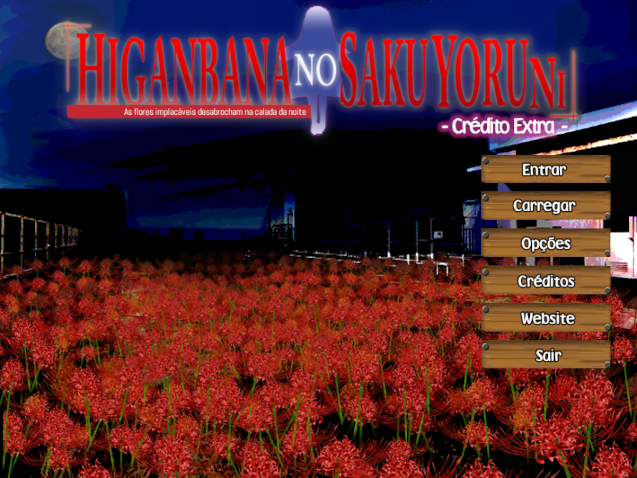 HIGANBANA NO SAKU YORU NI
As flores implacáveis desabrocham na calada da noite
- Crédito Extra -
Entrar
Carregar
Opções
Créditos
Website
Sair